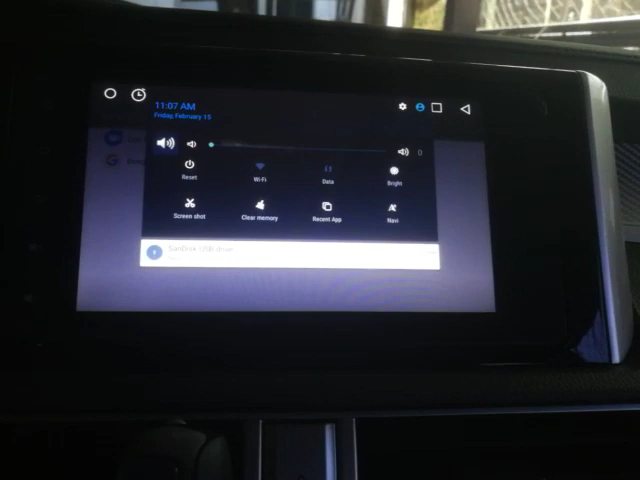 11:07 AM
Friday, February 15
0
Reset
Wi-Fi
Data
Bright
Screen shot
Clear memory
Recent App
Navi
SanDisk USB drive